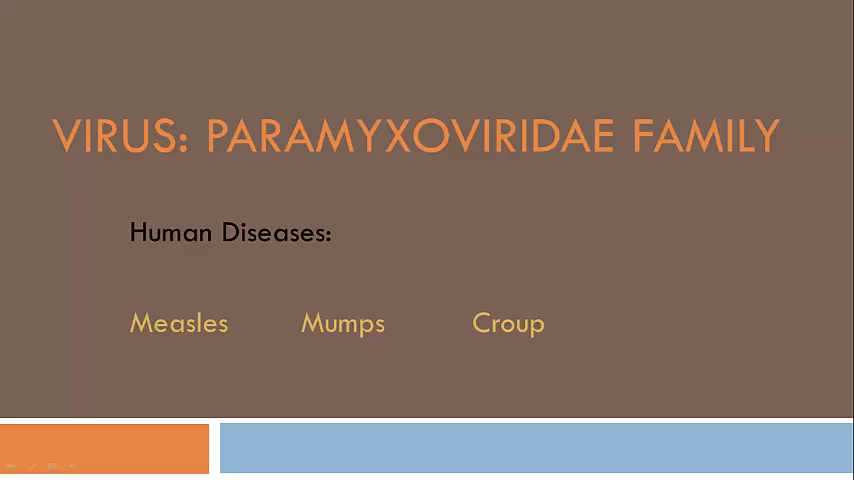 VIRUS: PARAMYXOVIRIDAE FAMILY
Human Diseases:
Measles Mumps Croup